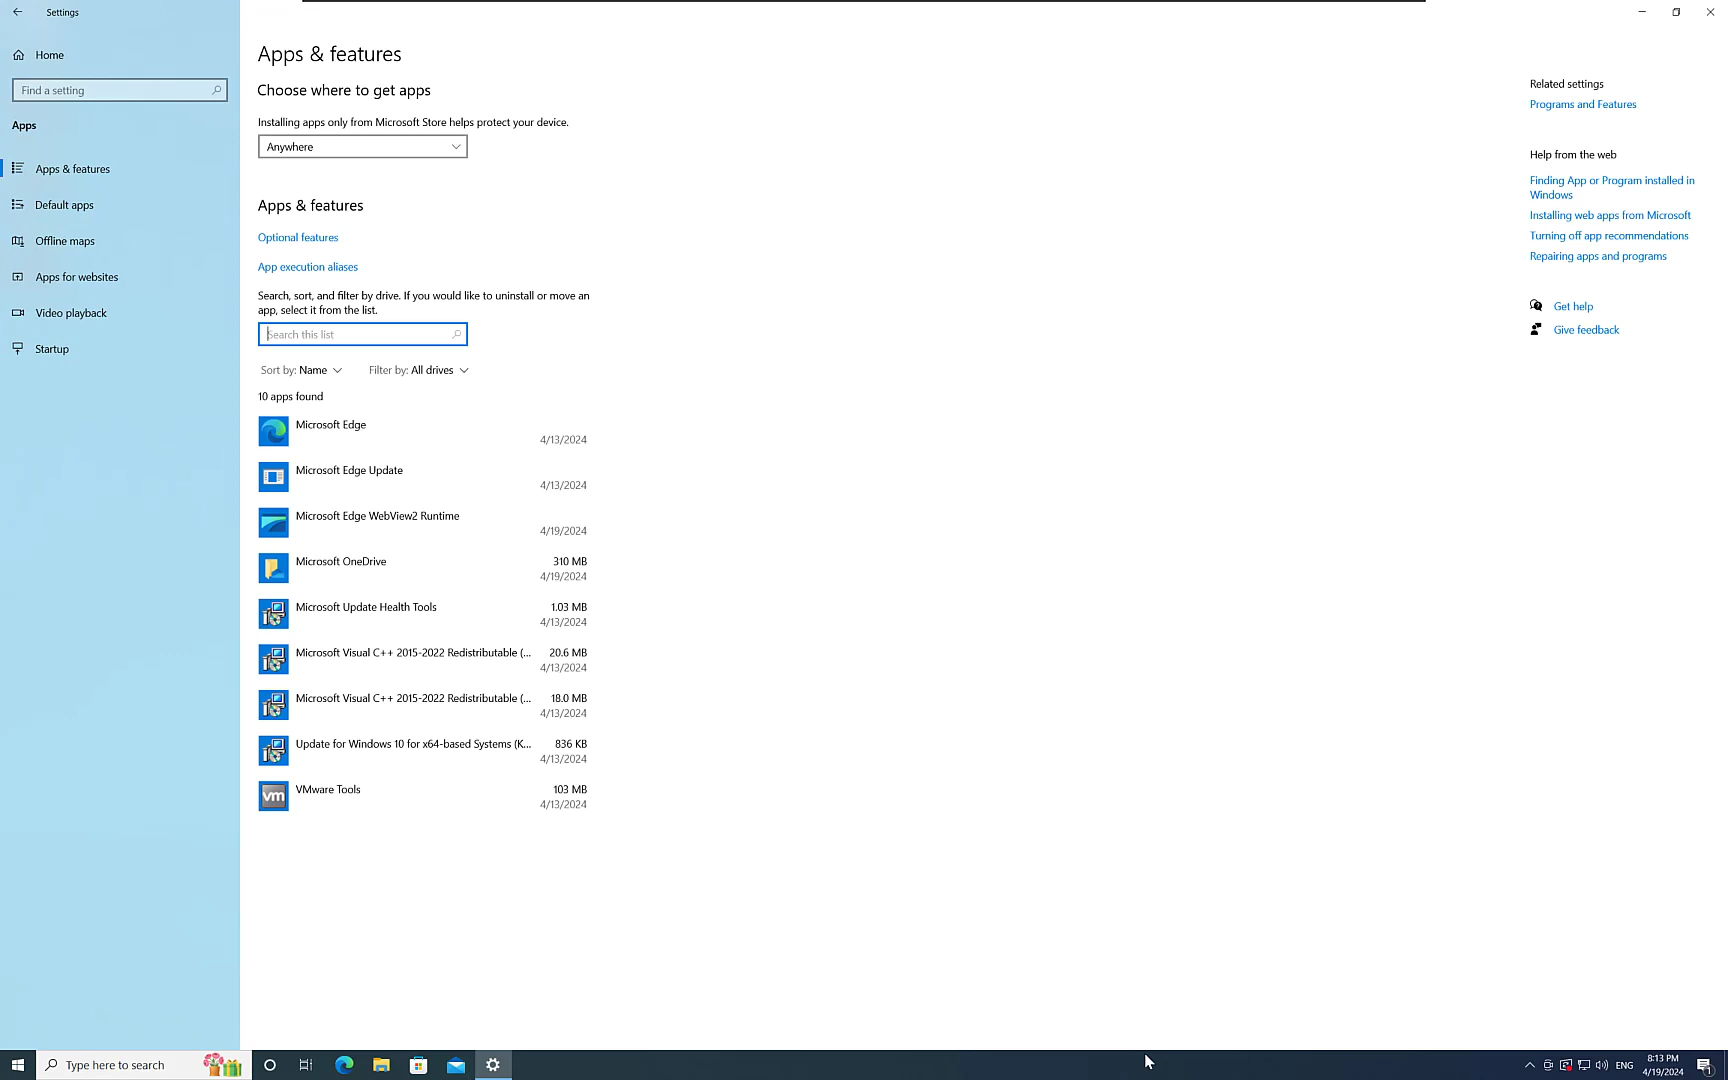 Settings
Home
Find a setting
Apps
Apps & features
Default apps
Offline maps
Apps for websites
Video playback
Startup
Apps & features
Choose where to get apps
Installing apps only from Microsoft Store helps protect your device.
Anywhere
Apps & features
Optional features
App execution aliases
Search, sort, and filter by drive. If you would like to uninstall or move an
app, select it from the list.
Search this list
Sort by: Name Filter by: All drives
10 apps found
Microsoft Edge
4/13/2024
Microsoft Edge Update
4/13/2024
Microsoft Edge WebView2 Runtime
4/19/2024
Microsoft OneDrive 310 MB
4/19/2024
Microsoft Update Health Tools 1.03 MB
4/13/2024
Microsoft Visual C++ 2015-2022 Redistributable (... 20.6 MB
4/13/2024
Microsoft Visual C++ 2015-2022 Redistributable (... 18.0 MB
4/13/2024
Update for Windows 10 for x64-based Systems (K... 836 KB
4/13/2024
vm VMware Tools 103 MB
4/13/2024
Related settings
Programs and Features
Help from the web
Finding App or Program installed in
Windows
Installing web apps from Microsoft
Turning off app recommendations
Repairing apps and programs
Get help
Give feedback
Type here to search
ENG
8:13 PM
4/19/2024
1